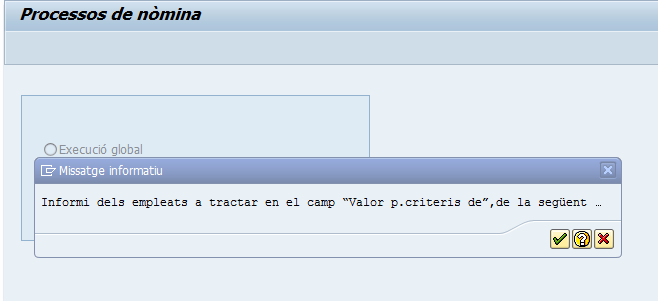 Processos de nòmina
Execució global
Missatge informatiu
Informi dels empleats a tractar en el camp “Valor p.criteris de”,de la següent …